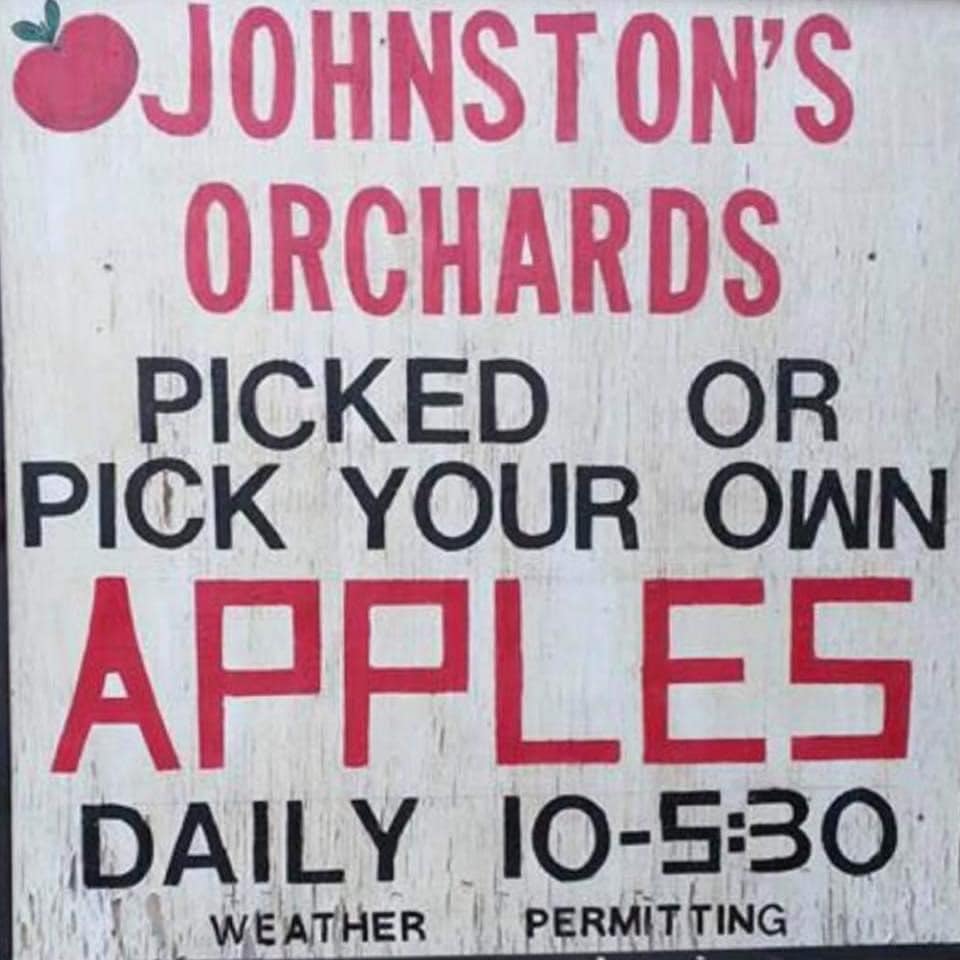 JOHNSTON'S
ORCHARDS
PICKED OR
PICK YOUR OWN
APPLES
DAILY 10-5:30
WEATHER PERMITTING